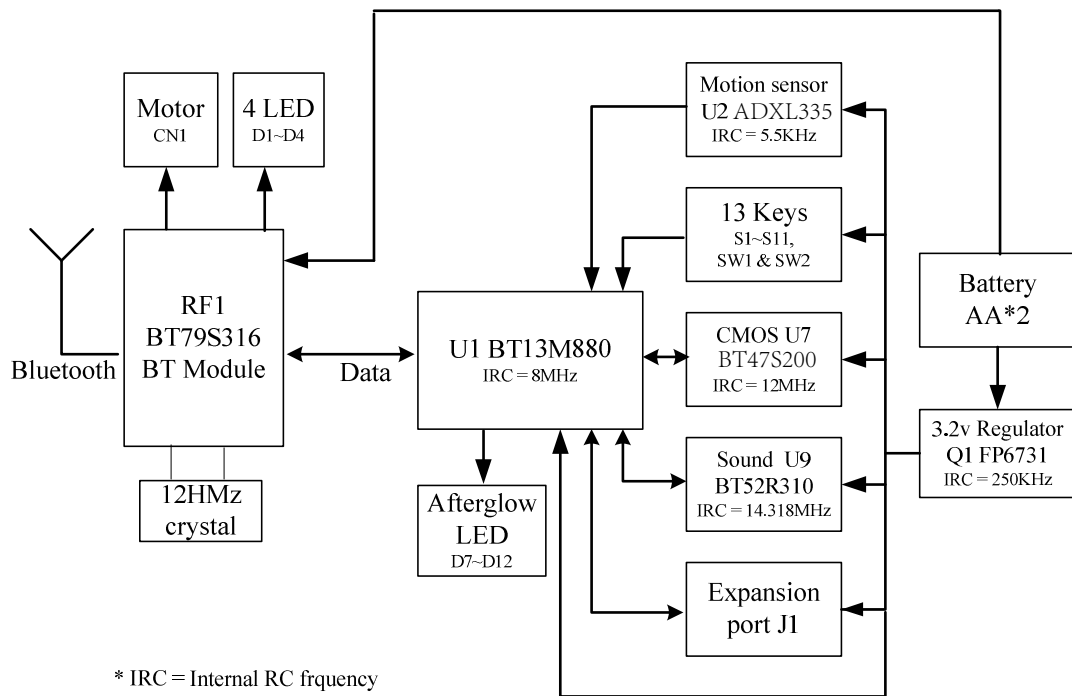 Motor
CN1
4 LED
D1~D4
Motion sensor
U2 ADXL335
IRC = 5.5KHz
13 Keys
S1~S11,
SW1 & SW2
Battery
AA*2
RF1
BT79S316
BT Module
Bluetooth
Data
U1 BT13M880
IRC = 8MHz
CMOS U7
BT47S200
IRC = 12MHz
3.2v Regulator
Q1 FP6731
IRC = 250KHz
Sound U9
BT52R310
IRC = 14.318MHz
12HMz
crystal
Afterglow
LED
D7~D12
Expansion
port J1
* IRC = Internal RC frquency